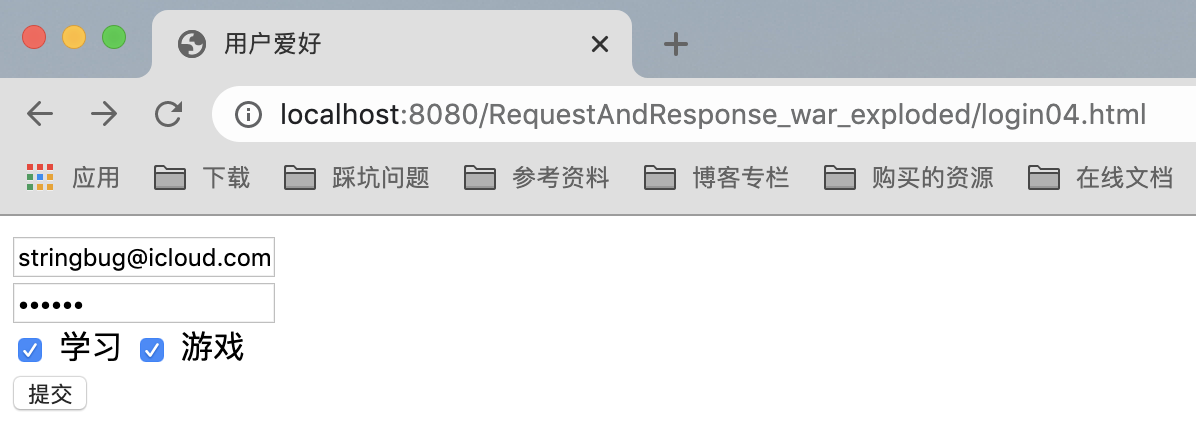 用户爱好
localhost:8080/RequestAndResponse_war_exploded/login04.html
应用 下载 踩坑问题 参考资料 博客专栏 购买的资源 在线文档
stringbug@icloud.com
••••••
学习 游戏
提交